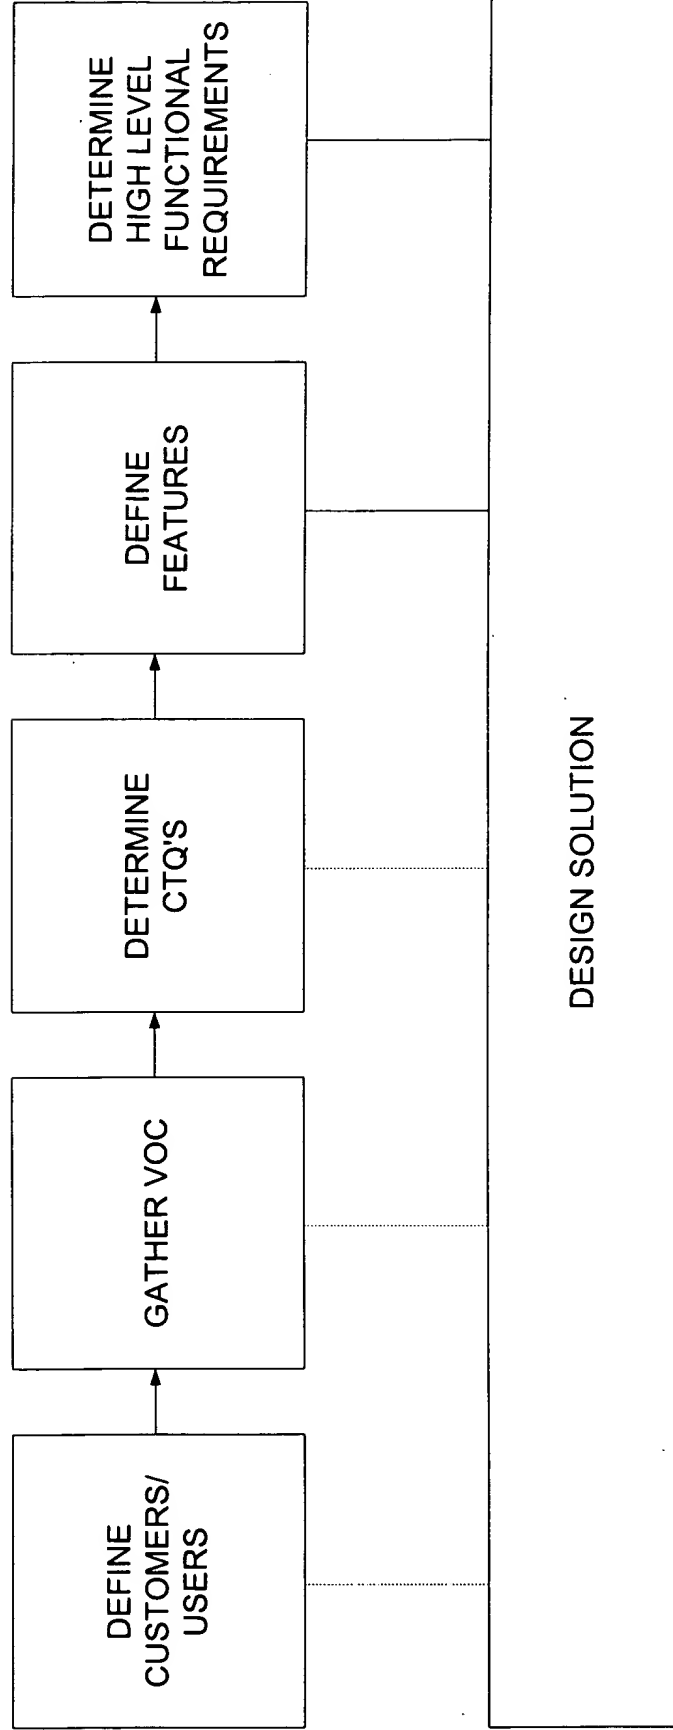 DEFINE
CUSTOMERS/
USERS
GATHER VOC
DETERMINE
CTQ'S
DEFINE
FEATURES
DETERMINE
HIGH LEVEL
FUNCTIONAL
REQUIREMENTS
DESIGN SOLUTION